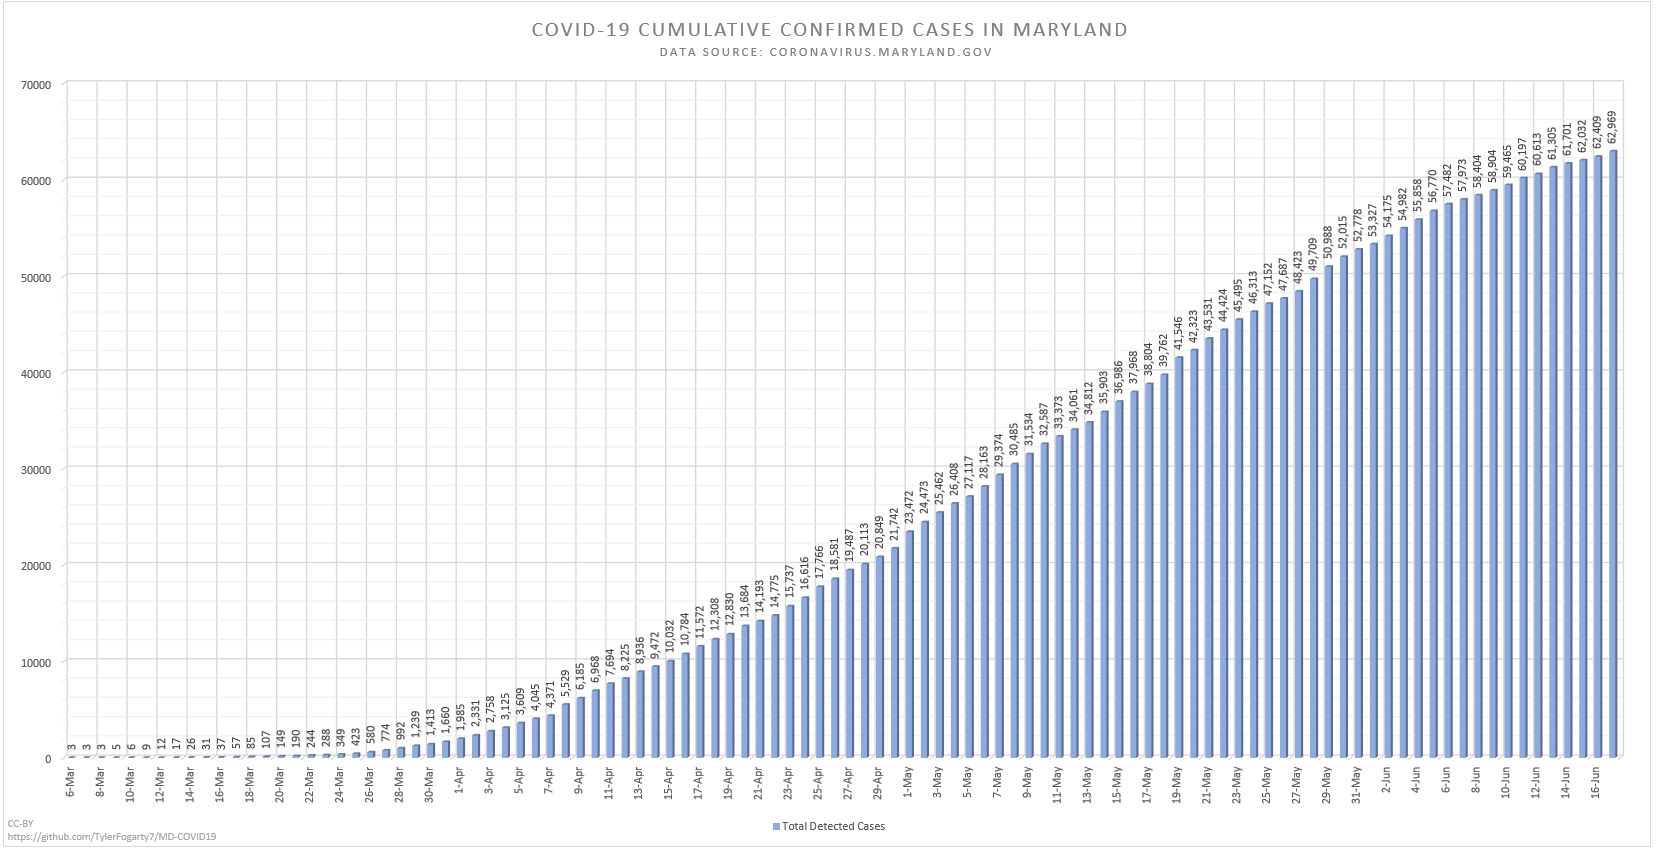 COVID-19 CUMULATIVE CONFIRMED CASES IN MARYLAND
DATA SOURCE: CORONAVIRUS.MARYLAND.GOV
70000
60000
50000
40000
30000
20000
10000
0
3 3 3 5 6 9 12 17 26 31 37 57 85 107 149 190 244 288 349 423 580 774 992 1,239 1,413 1,660 1,985 2,331 2,758 3,125 3,609 4,045 4,371 5,529 6,185 6,968 7,694 8,225 8,936 9,472 10,032 10,784 11,572 12,308 12,830 13,684 14,193 14,775 15,737 16,616 17,766 18,581 19,487 20,113 20,849 21,742 23,472 24,473 25,462 26,408 27,117 28,163 29,374 30,485 31,534 32,587 33,373 34,061 34,812 35,903 36,986 37,968 38,804 39,762 41,546 42,323 43,531 44,424 45,495 46,313 47,152 47,687 48,423 49,709 50,988 52,015 52,778 53,327 54,175 54,982 55,858 56,770 57,482 57,973 58,404 58,904 59,465 60,197 60,613 61,305 61,701 62,032 62,409 62,969
6-Mar 8-Mar 10-Mar 12-Mar 14-Mar 16-Mar 18-Mar 20-Mar 22-Mar 24-Mar 26-Mar 28-Mar 30-Mar 1-Apr 3-Apr 5-Apr 7-Apr 9-Apr 11-Apr 13-Apr 15-Apr 17-Apr 19-Apr 21-Apr 23-Apr 25-Apr 27-Apr 29-Apr 1-May 3-May 5-May 7-May 9-May 11-May 13-May 15-May 17-May 19-May 21-May 23-May 25-May 27-May 29-May 31-May 2-Jun 4-Jun 6-Jun 8-Jun 10-Jun 12-Jun 14-Jun 16-Jun
Total Detected Cases
CC-BY
https://github.com/TylerFogarty7/MD-COVID19